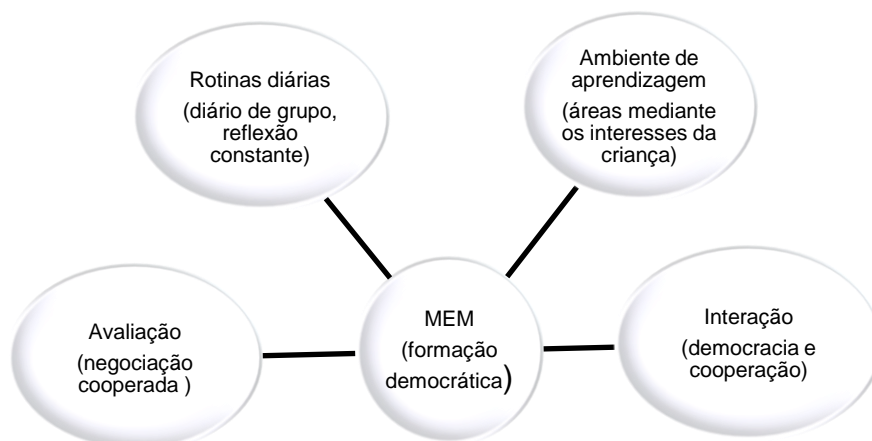 Rotinas diárias
(diário de grupo,
reflexão
constante)
Ambiente de
aprendizagem
(áreas mediante
os interesses da
criança)
Avaliação
(negociação
cooperada )
MEM
(formação
democrática)
Interação
(democracia e
cooperação)